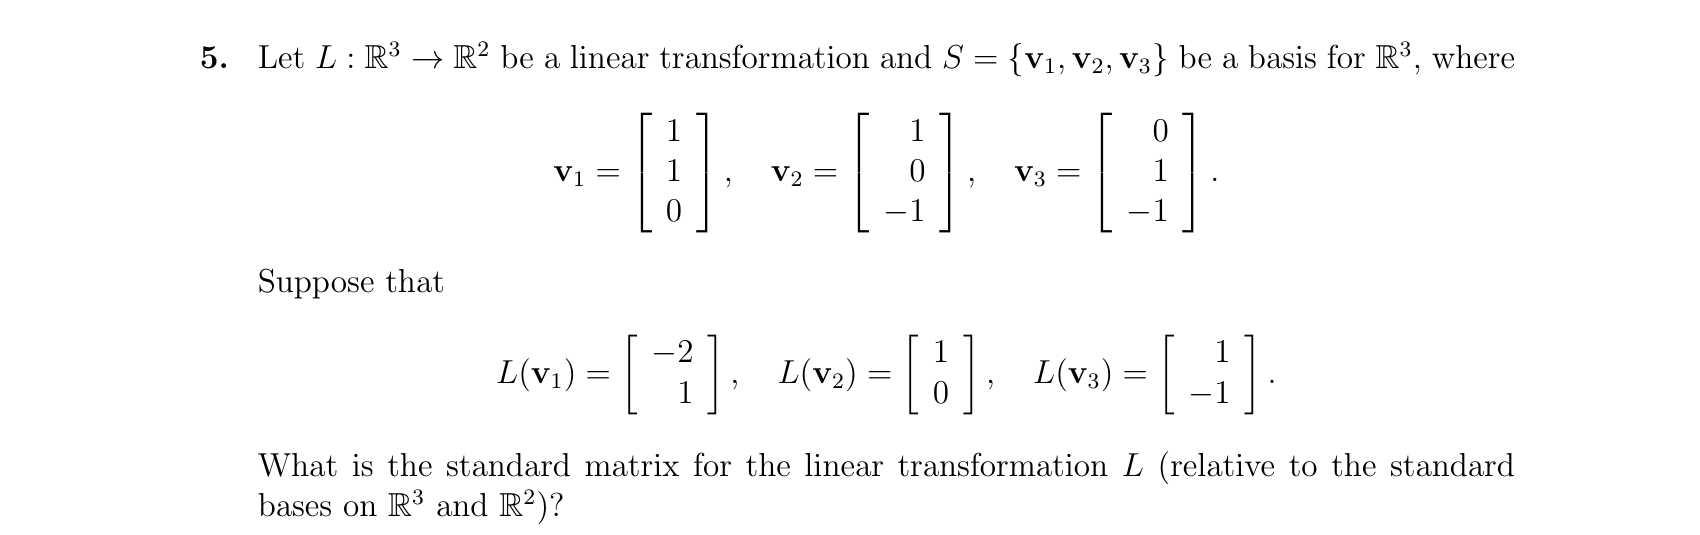 5. Let L : ℝ³ → ℝ² be a linear transformation and S = {v₁, v₂, v₃} be a basis for ℝ³, where
v₁ = [1 1 0], v₂ = [1 0 −1], v₃ = [0 1 −1].
Suppose that
L(v₁) = [−2 1], L(v₂) = [1 0], L(v₃) = [1 −1].
What is the standard matrix for the linear transformation L (relative to the standard
bases on ℝ³ and ℝ²)?